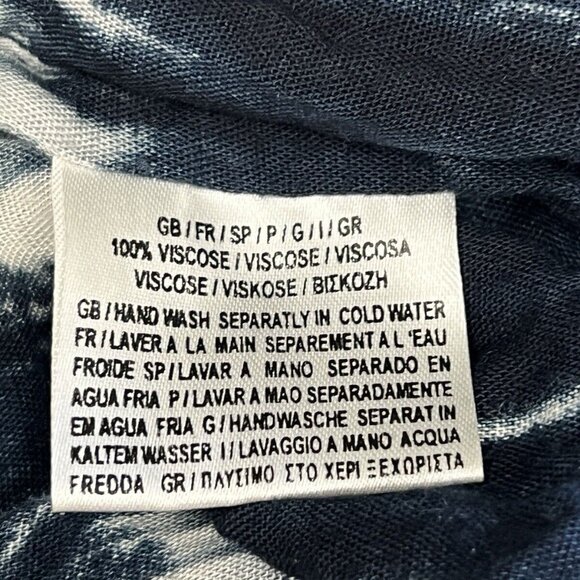 GB/FR/SP/P/G/I/GR
100% VISCOSE/VISCOSE/VISCOSA
VISCOSE/VISKOSE/ΒΙΣΚΟΖΗ
GB/HAND WASH SEPARATLY IN COLD WATER
FR/LAVER A LA MAIN SEPAREMENT A L'EAU
FROIDE SP/LAVAR A MANO SEPARADO EN
AGUA FRIA P/LAVAR A MAO SEPARADAMENTE
EM AGUA FRIA G/HANDWASCHE SEPARAT IN
KALTEM WASSER I/LAVAGGIO A MANO ACQUA
FREDDA GR/ΠΛΥΣΙΜΟ ΣΤΟ ΧΕΡΙ ΞΕΧΩΡΙΣΤΑ